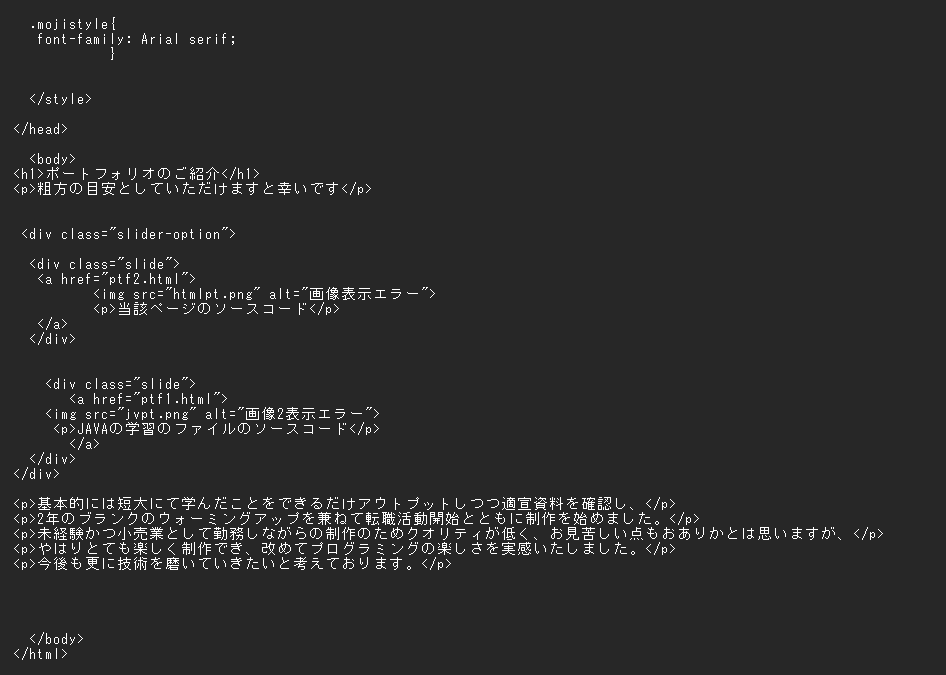 .mojistyle{
font-family: Arial serif;
}
</style>
</head>
<body>
<h1>ポートフォリオのご紹介</h1>
<p>粗方の目安としていただけますと幸いです</p>
<div class="slider-option">
<div class="slide">
<a href="ptf2.html">
<img src="htmlpt.png" alt="画像表示エラー">
<p>当該ページのソースコード</p>
</a>
</div>
<div class="slide">
<a href="ptf1.html">
<img src="jvpt.png" alt="画像2表示エラー">
<p>JAVAの学習のファイルのソースコード</p>
</a>
</div>
</div>
<p>基本的には短大にて学んだことをできるだけアウトプットしつつ適宣資料を確認し、</p>
<p>2年のブランクのウォーミングアップを兼ねて転職活動開始とともに制作を始めました。</p>
<p>未経験かつ小売業として勤務しながらの制作のためクオリティが低く、お見苦しい点もおありかとは思いますが、</p>
<p>やはりとても楽しく制作でき、改めてプログラミングの楽しさを実感いたしました。</p>
<p>今後も更に技術を磨いていきたいと考えております。</p>
</body>
</html>